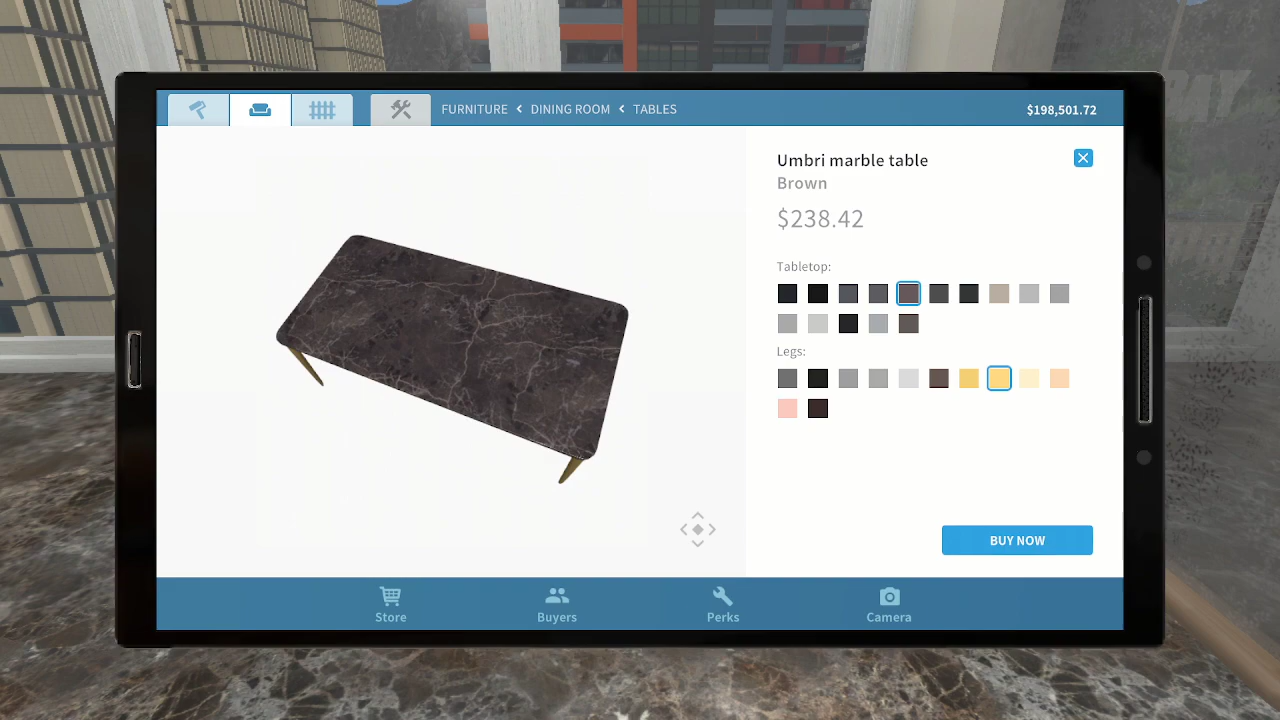 FURNITURE < DINING ROOM < TABLES
$198,501.72
Umbri marble table
Brown
$238.42
Tabletop:
Legs:
BUY NOW
Store
Buyers
Perks
Camera